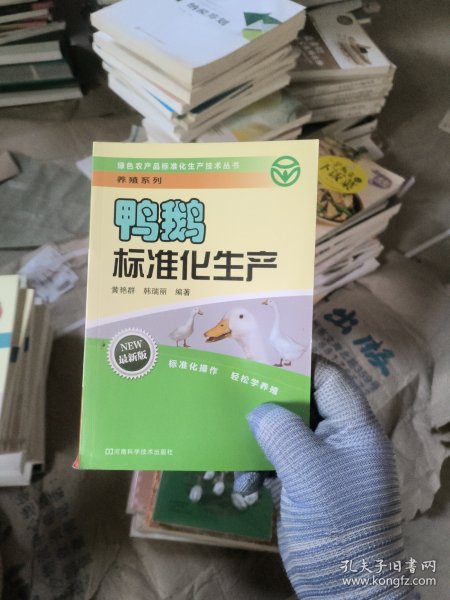 绿色农产品标准化生产技术丛书
养殖系列
鸭鹅
标准化生产
黄艳群 韩瑞丽 编著
NEW
最新版
标准化操作 轻松学养殖
河南科学技术出版社
出版
孔夫子旧书网
www.kongfz.com